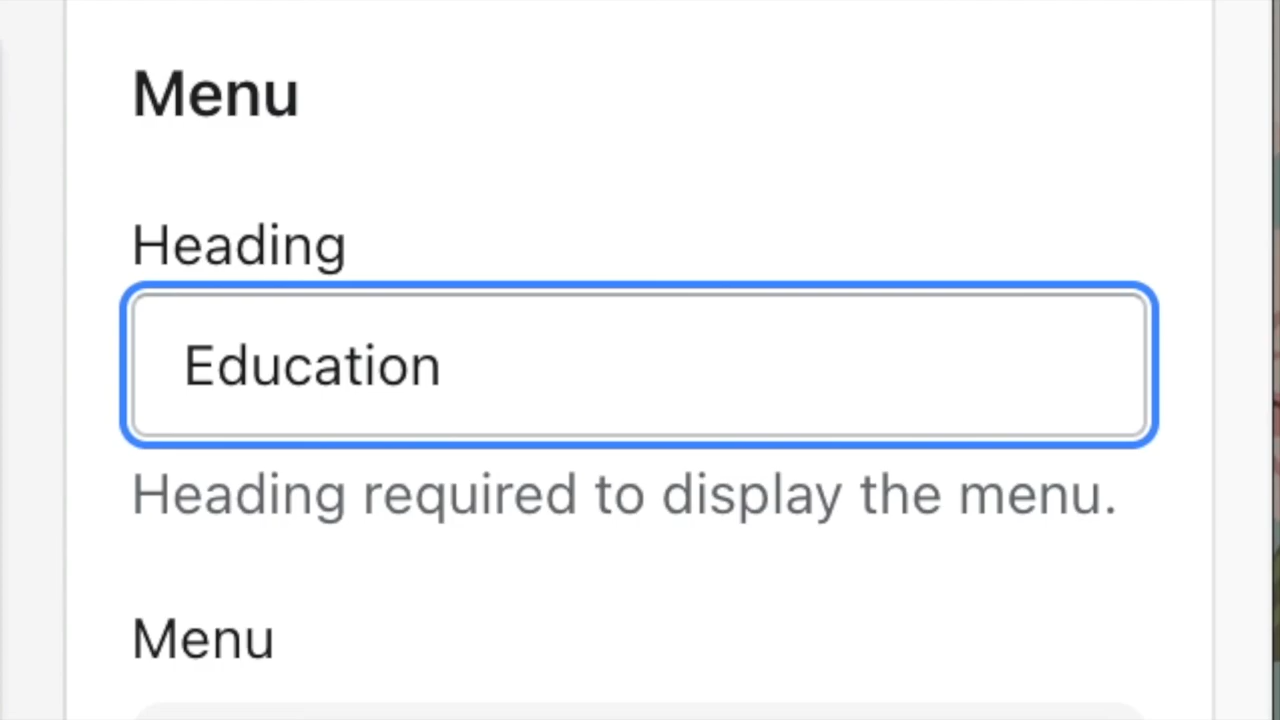 Menu
Heading
Education
Heading required to display the menu.
Menu